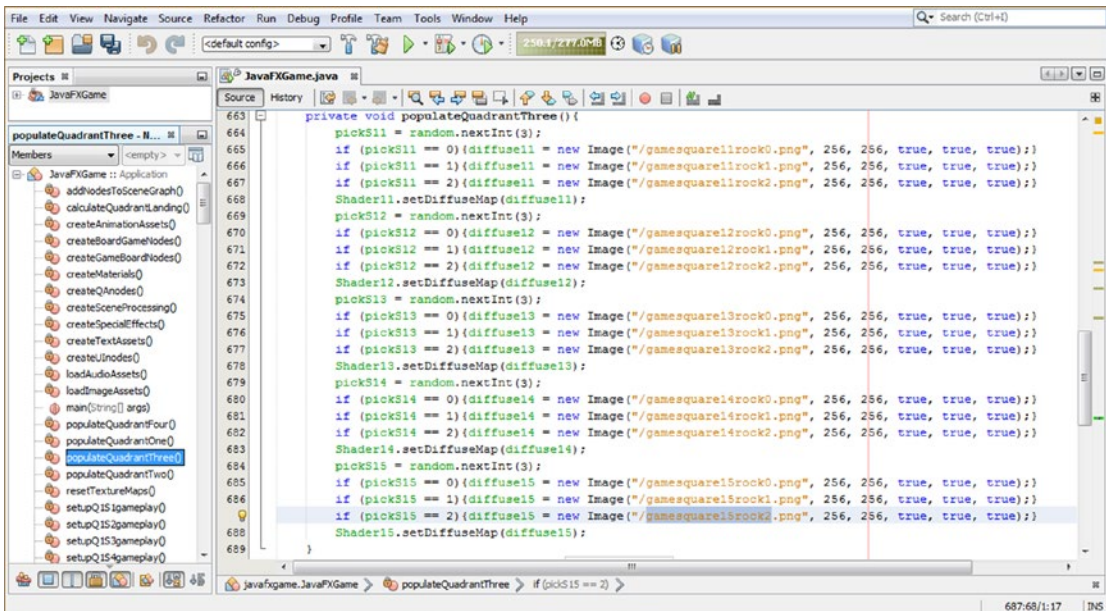 File Edit View Navigate Source Refactor Run Debug Profile Team Tools Window Help
Search (Ctrl+I)
<default config>
250.1/277.0MB
Projects
JavaFXGame
populateQuadrantThree - N...
Members
<empty>
JavaFXGame :: Application
addNodesToSceneGraph()
calculateQuadrantLanding()
createAnimationAssets()
createBoardGameNodes()
createGameBoardNodes()
createMaterials()
createQAnodes()
createSceneProcessing()
createSpecialEffects()
createTextAssets()
createUInodes()
loadAudioAssets()
loadImageAssets()
main(String[] args)
populateQuadrantFour()
populateQuadrantOne()
populateQuadrantThree()
populateQuadrantTwo()
resetTextureMaps()
setupQ1S1gameplay()
setupQ1S3gameplay()
setupQ1S4gameplay()
JavaFXGame.java
Source History
663 private void populateQuadrantThree(){
664 pickS11 = random.nextInt(3);
665 if (pickS11 == 0){diffuse11 = new Image("/gamesquare11rock0.png", 256, 256, true, true, true);}
666 if (pickS11 == 1){diffuse11 = new Image("/gamesquare11rock1.png", 256, 256, true, true, true);}
667 if (pickS11 == 2){diffuse11 = new Image("/gamesquare11rock2.png", 256, 256, true, true, true);}
668 Shader11.setDiffuseMap(diffuse11);
669 pickS12 = random.nextInt(3);
670 if (pickS12 == 0){diffuse12 = new Image("/gamesquare12rock0.png", 256, 256, true, true, true);}
671 if (pickS12 == 1){diffuse12 = new Image("/gamesquare12rock1.png", 256, 256, true, true, true);}
672 if (pickS12 == 2){diffuse12 = new Image("/gamesquare12rock2.png", 256, 256, true, true, true);}
673 Shader12.setDiffuseMap(diffuse12);
674 pickS13 = random.nextInt(3);
675 if (pickS13 == 0){diffuse13 = new Image("/gamesquare13rock0.png", 256, 256, true, true, true);}
676 if (pickS13 == 1){diffuse13 = new Image("/gamesquare13rock1.png", 256, 256, true, true, true);}
677 if (pickS13 == 2){diffuse13 = new Image("/gamesquare13rock2.png", 256, 256, true, true, true);}
678 Shader13.setDiffuseMap(diffuse13);
679 pickS14 = random.nextInt(3);
680 if (pickS14 == 0){diffuse14 = new Image("/gamesquare14rock0.png", 256, 256, true, true, true);}
681 if (pickS14 == 1){diffuse14 = new Image("/gamesquare14rock1.png", 256, 256, true, true, true);}
682 if (pickS14 == 2){diffuse14 = new Image("/gamesquare14rock2.png", 256, 256, true, true, true);}
683 Shader14.setDiffuseMap(diffuse14);
684 pickS15 = random.nextInt(3);
685 if (pickS15 == 0){diffuse15 = new Image("/gamesquare15rock0.png", 256, 256, true, true, true);}
686 if (pickS15 == 1){diffuse15 = new Image("/gamesquare15rock1.png", 256, 256, true, true, true);}
if (pickS15 == 2){diffuse15 = new Image("/gamesquare15rock2.png", 256, 256, true, true, true);}
688 Shader15.setDiffuseMap(diffuse15);
689 }
javafxgame.JavaFXGame populateQuadrantThree if (pickS15 == 2)
687:68/1:17 INS